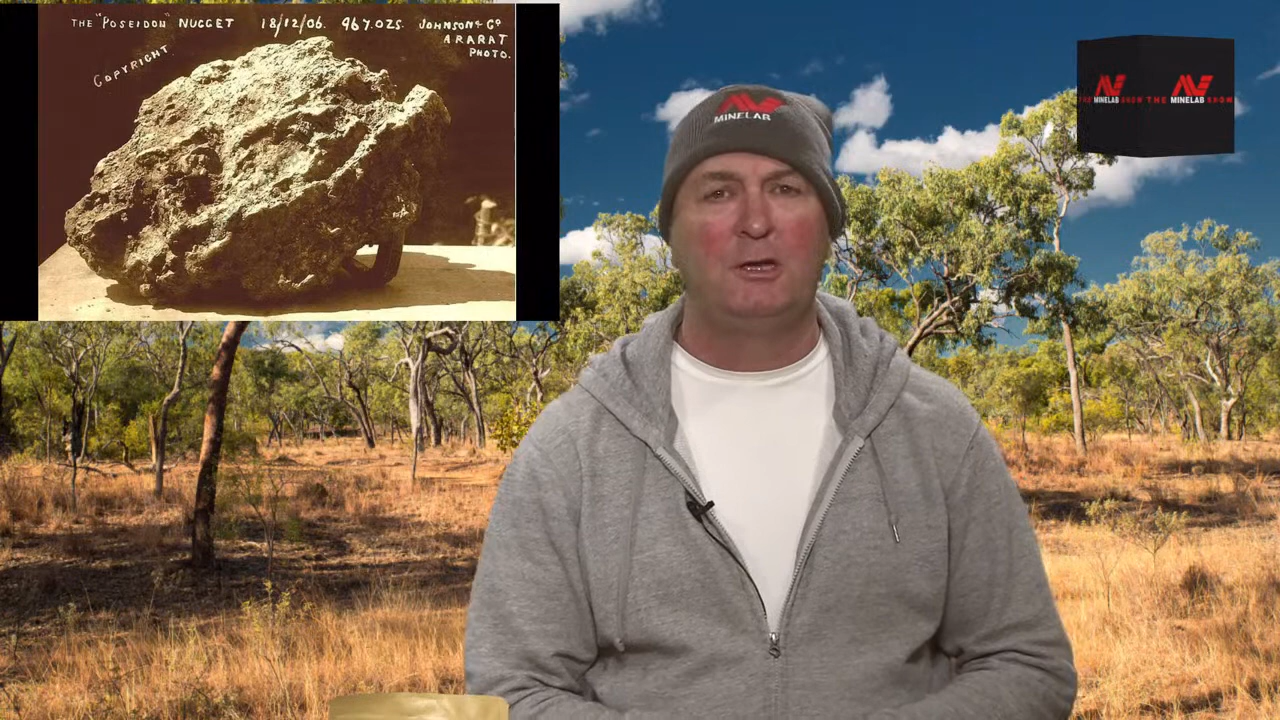 THE "POSEIDON" NUGGET 18/12/06. 967.OZS. JOHNSON & Co
ARARAT
PHOTO.
COPYRIGHT
MINELAB
THE MINELAB SHOW THE MINELAB SHOW